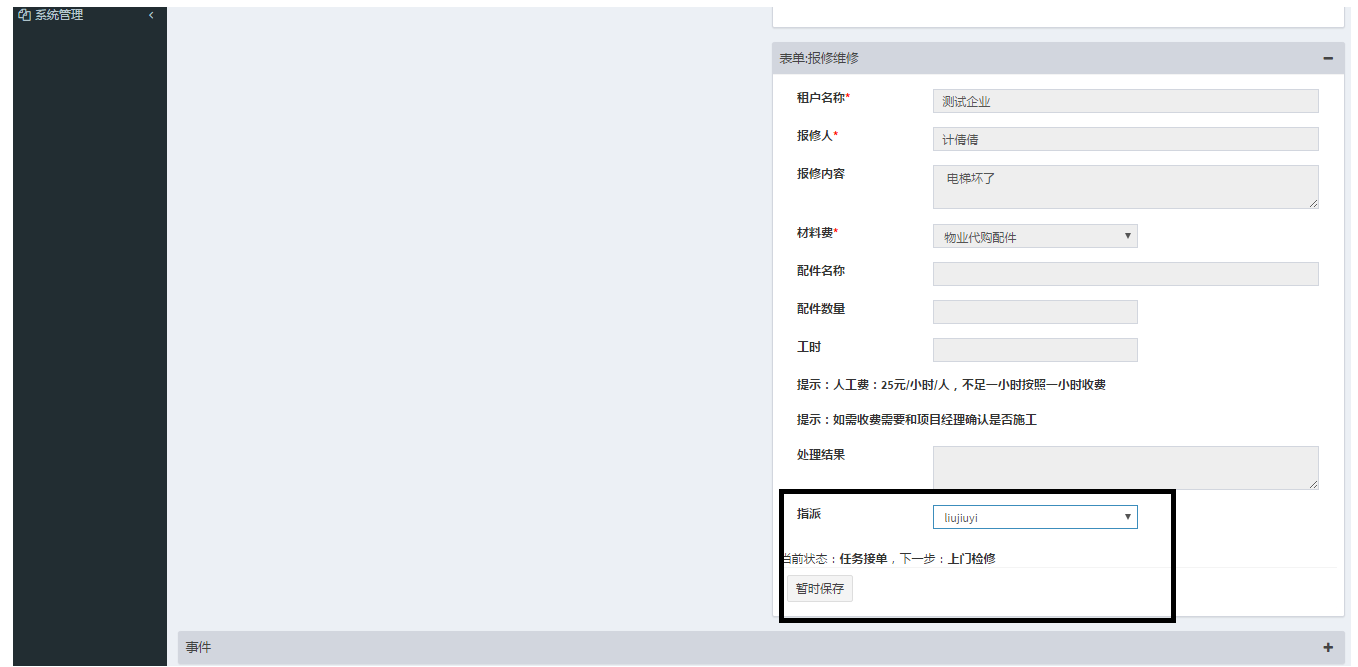 系统管理
表单:报修维修
租户名称*
测试企业
报修人*
计倩倩
报修内容
电梯坏了
材料费*
物业代购配件
配件名称
配件数量
工时
提示：人工费：25元/小时/人，不足一小时按照一小时收费
提示：如需收费需要和项目经理确认是否施工
处理结果
指派
liujiuyi
当前状态：任务接单，下一步：上门检修
暂时保存
事件